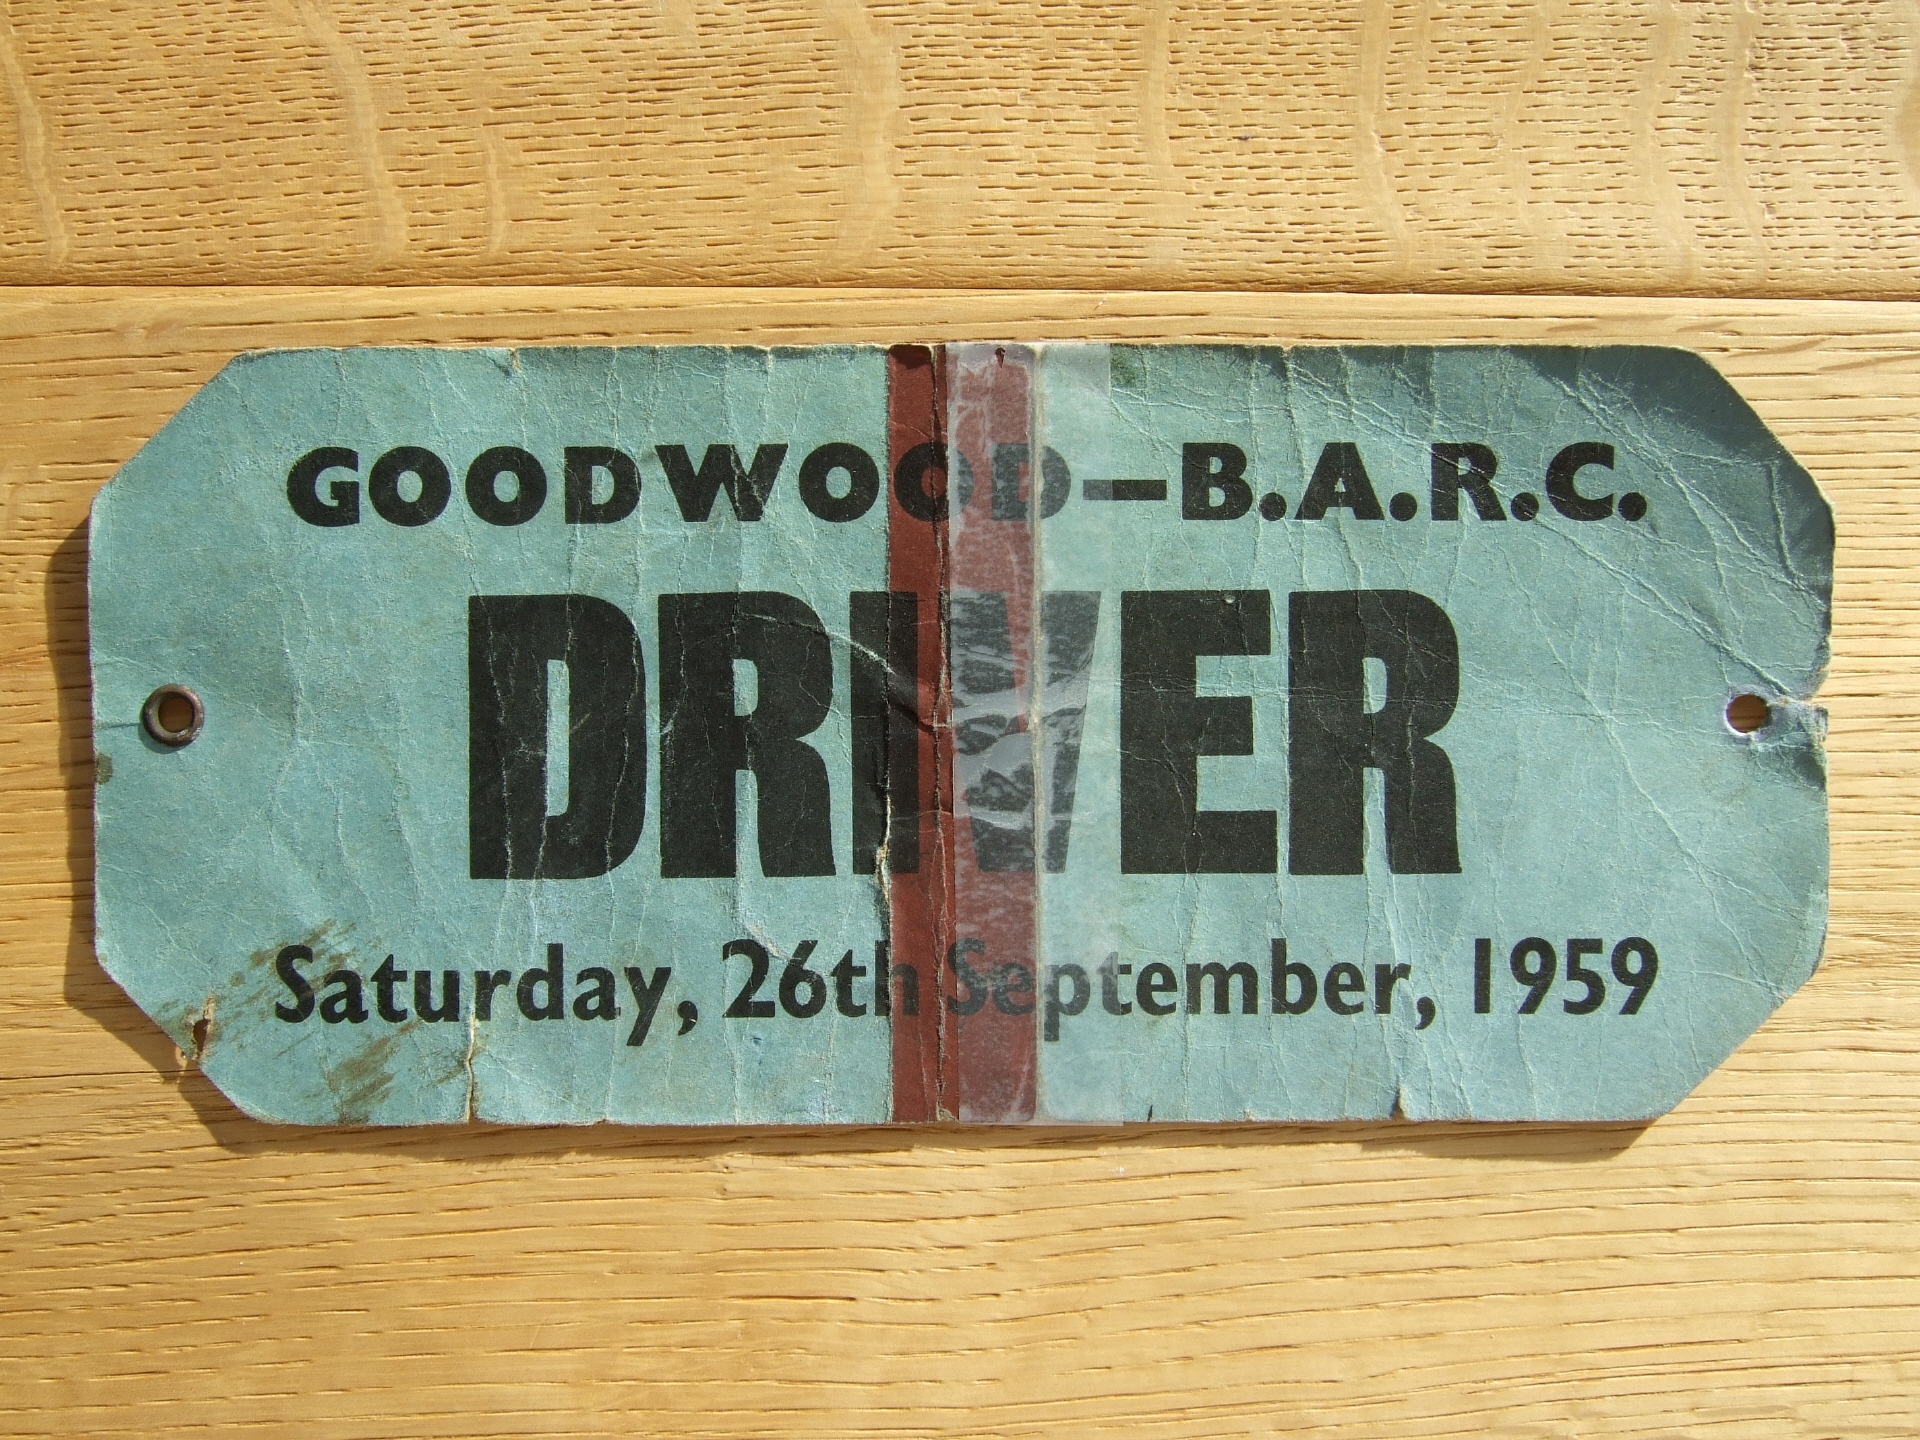 GOODWOOD—B.A.R.C.
DRIVER
Saturday, 26th September, 1959